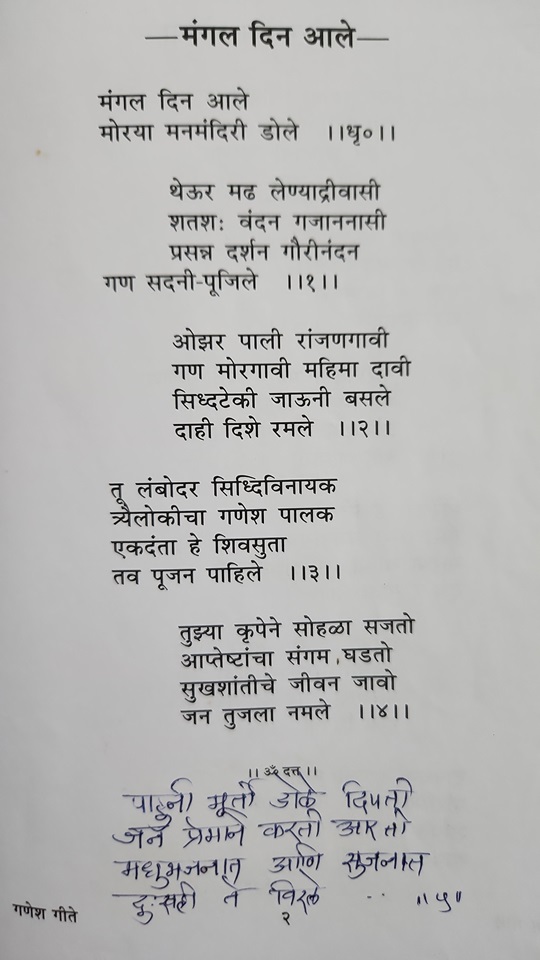 —मंगल दिन आले—
मंगल दिन आले
मोरया मनमंदिरी डोले ।।धृ०।।
थेऊर मढ लेण्याद्रीवासी
शतशः वंदन गजाननासी
प्रसन्न दर्शन गौरीनंदन
गण सदनी-पूजिले ।।१।।
ओझर पाली रांजणगावी
गण मोरगावी महिमा दावी
सिध्दटेकी जाऊनी बसले
दाही दिशे रमले ।।२।।
तू लंबोदर सिध्दिविनायक
त्र्यैलोकीचा गणेश पालक
एकदंता हे शिवसुता
तव पूजन पाहिले ।।३।।
तुझ्या कृपेने सोहळा सजतो
आप्तेष्टांचा संगम घडतो
सुखशांतीचे जीवन जावो
जन तुजला नमले ।।४।।
।।ॐ दत्त।।
पाहुनी मूर्ती डोळे दिपती
जन प्रेमाने करती आरती
मधुभजनात आणि सुजनात
दुःखही ते विरले .. ॥५॥
गणेश गीते
२